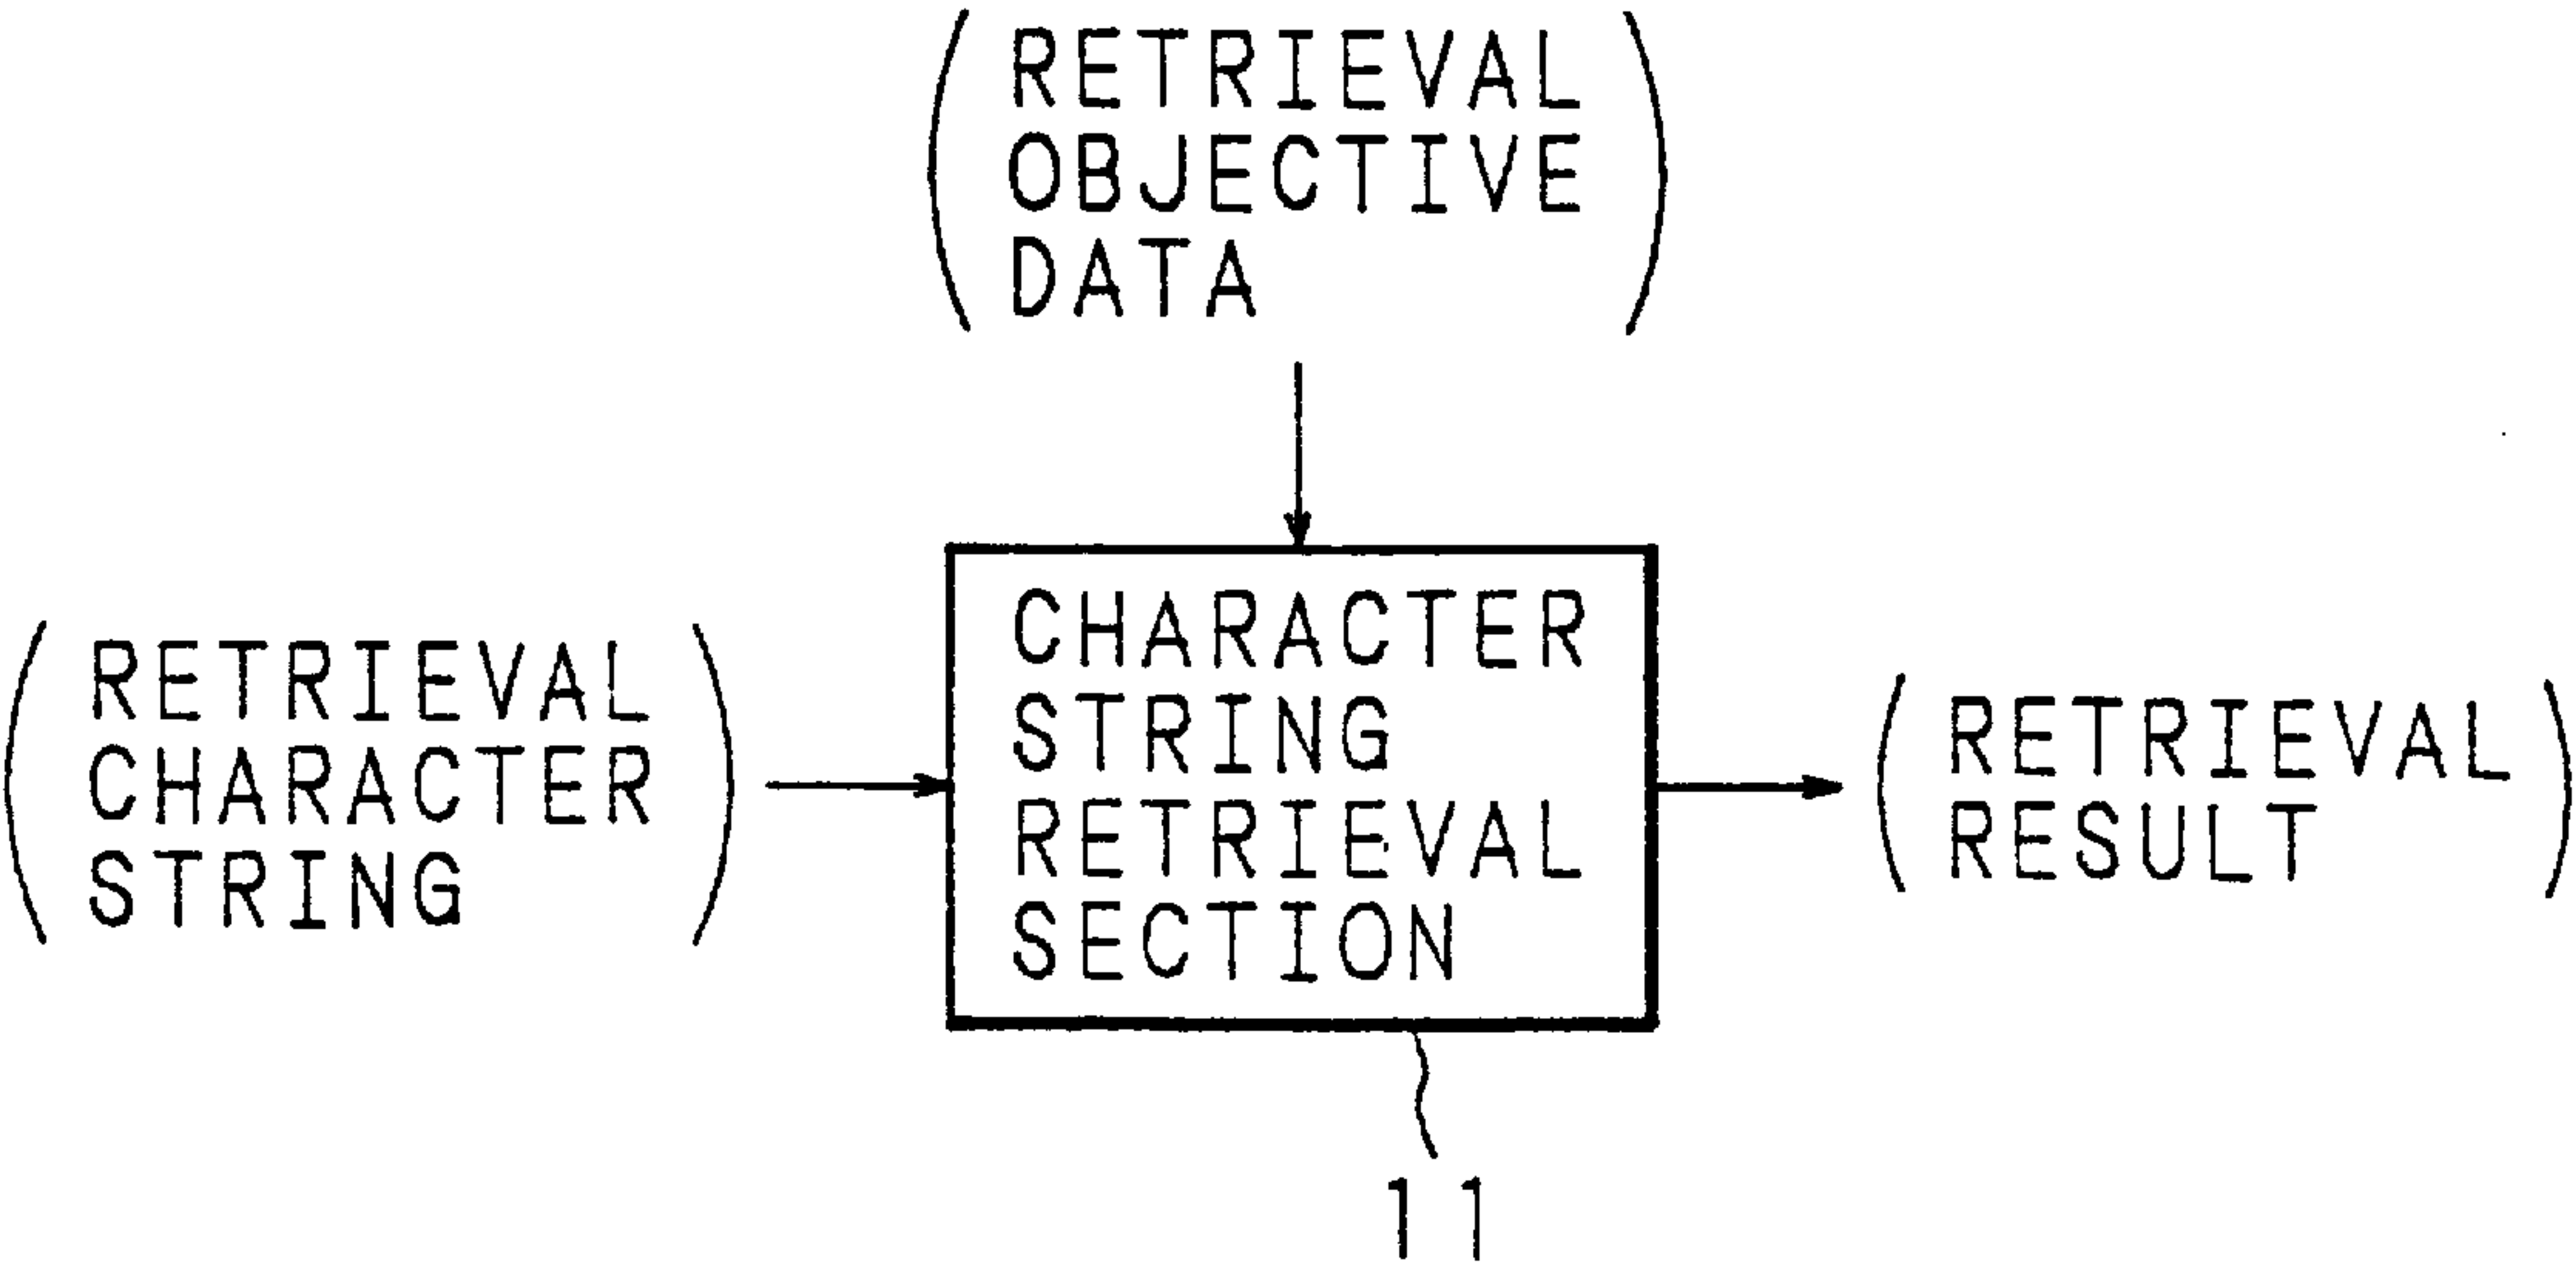 RETRIEVAL
OBJECTIVE
DATA
RETRIEVAL
CHARACTER
STRING
CHARACTER
STRING
RETRIEVAL
SECTION
RETRIEVAL
RESULT
11